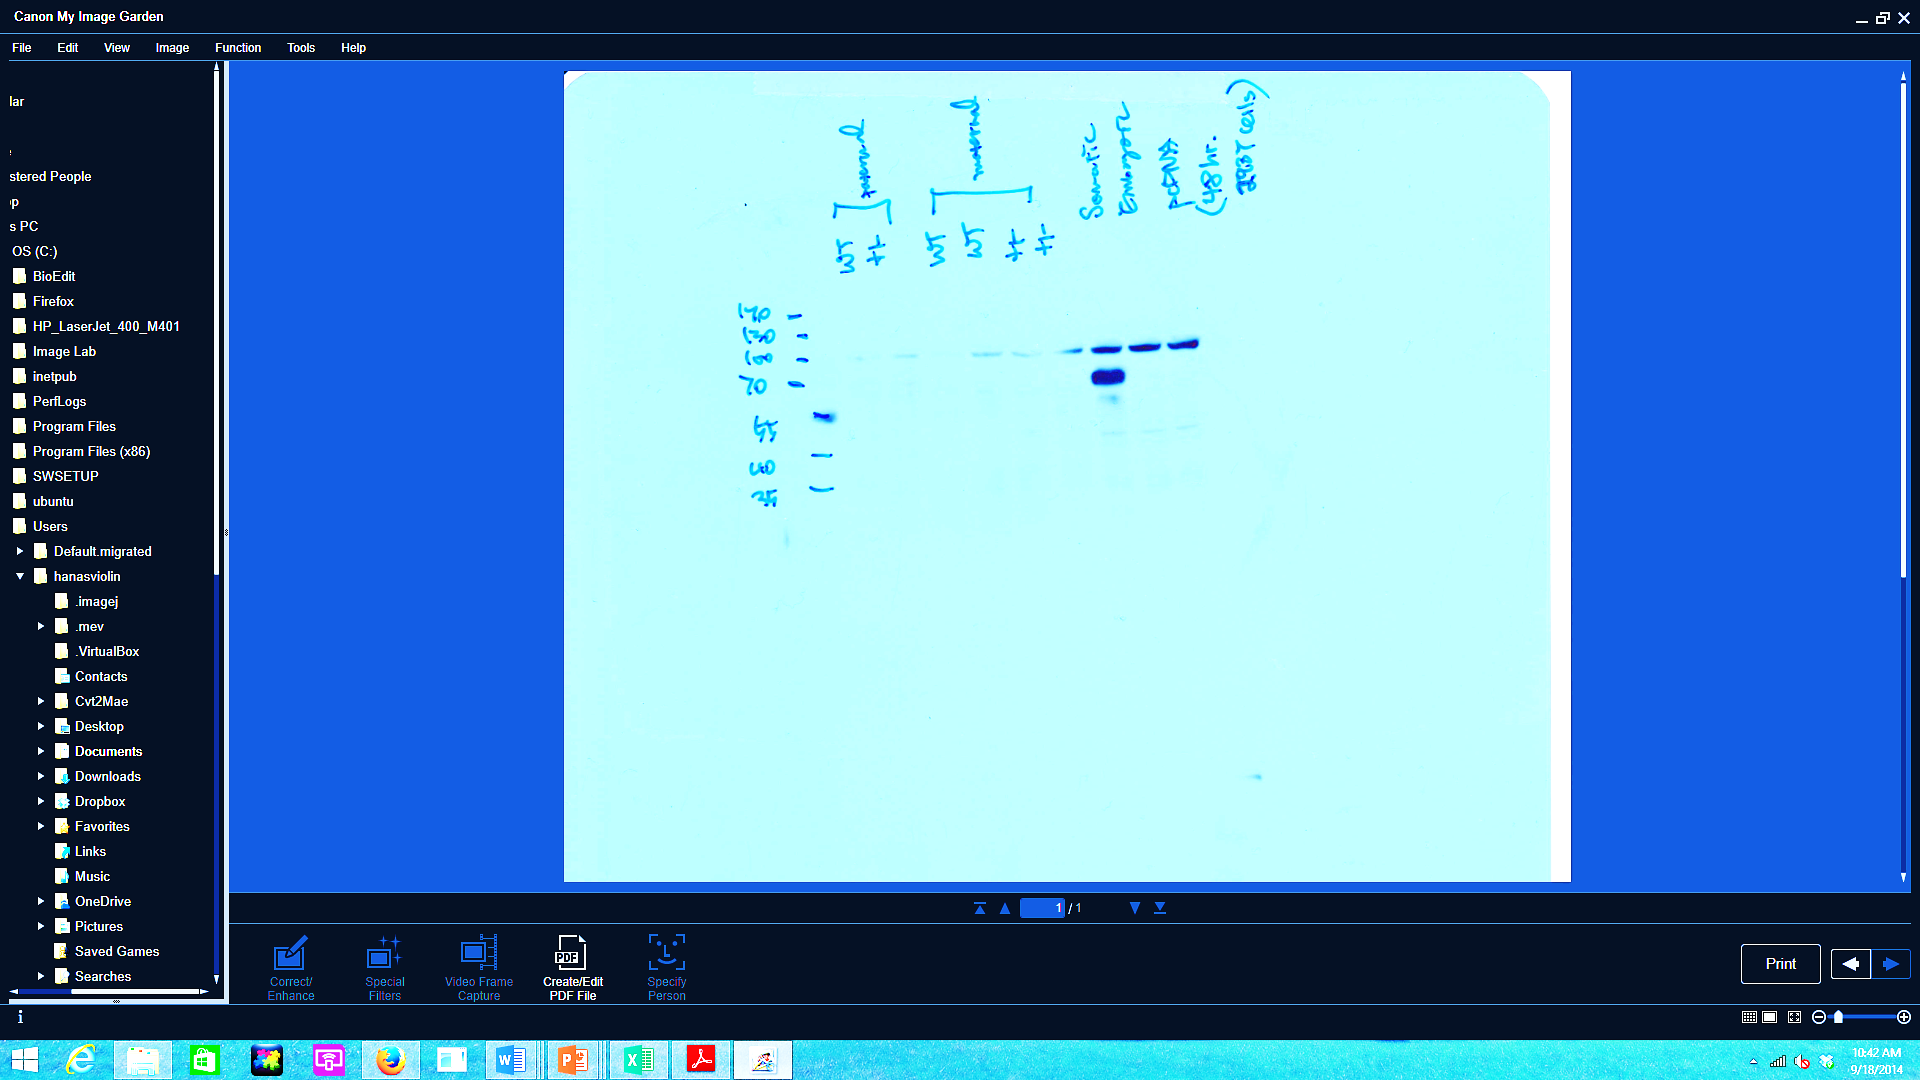 Canon My Image Garden
File Edit View Image Function Tools Help
lar
stered People
s PC
OS (C:)
BioEdit
Firefox
HP_LaserJet_400_M401
Image Lab
inetpub
PerfLogs
Program Files
Program Files (x86)
SWSETUP
ubuntu
Users
Default.migrated
hanasviolin
.imagej
.mev
.VirtualBox
Contacts
Cvt2Mae
Desktop
Documents
Downloads
Dropbox
Favorites
Links
Music
OneDrive
Pictures
Saved Games
Searches
maternal
Somatic
pcDNA
(48 hr.
293T cells)
WT
WT
WT
130
70
55
35
1 / 1
Correct/
Enhance
Special
Filters
Video Frame
Capture
Create/Edit
PDF File
Specify
Person
Print
10:42 AM
9/18/2014